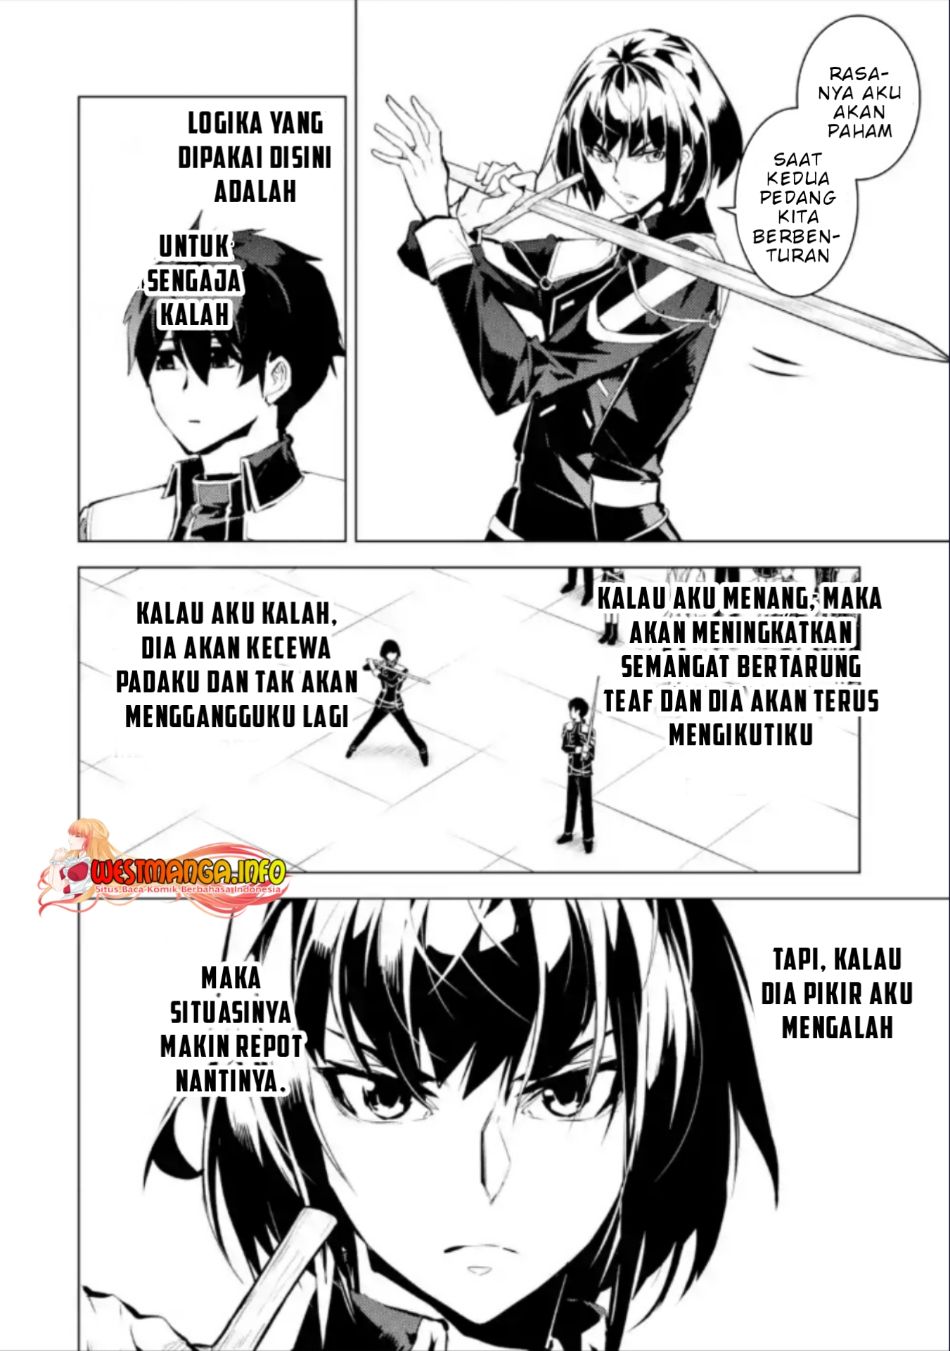 RASA-
NYA AKU
AKAN
PAHAM
SAAT
KEDUA
PEDANG
KITA
BERBEN-
TURAN
LOGIKA YANG
DIPAKAI DISINI
ADALAH
UNTUK
SENGAJA
KALAH
KALAU AKU MENANG, MAKA
AKAN MENINGKATKAN
SEMANGAT BERTARUNG
TEAF DAN DIA AKAN TERUS
MENGIKUTIKU
KALAU AKU KALAH,
DIA AKAN KECEWA
PADAKU DAN TAK AKAN
MENGGANGGUKU LAGI
WESTMANGA.INFO
Situs Baca Komik Berbahasa Indonesia
TAPI, KALAU
DIA PIKIR AKU
MENGALAH
MAKA
SITUASINYA
MAKIN REPOT
NANTINYA.